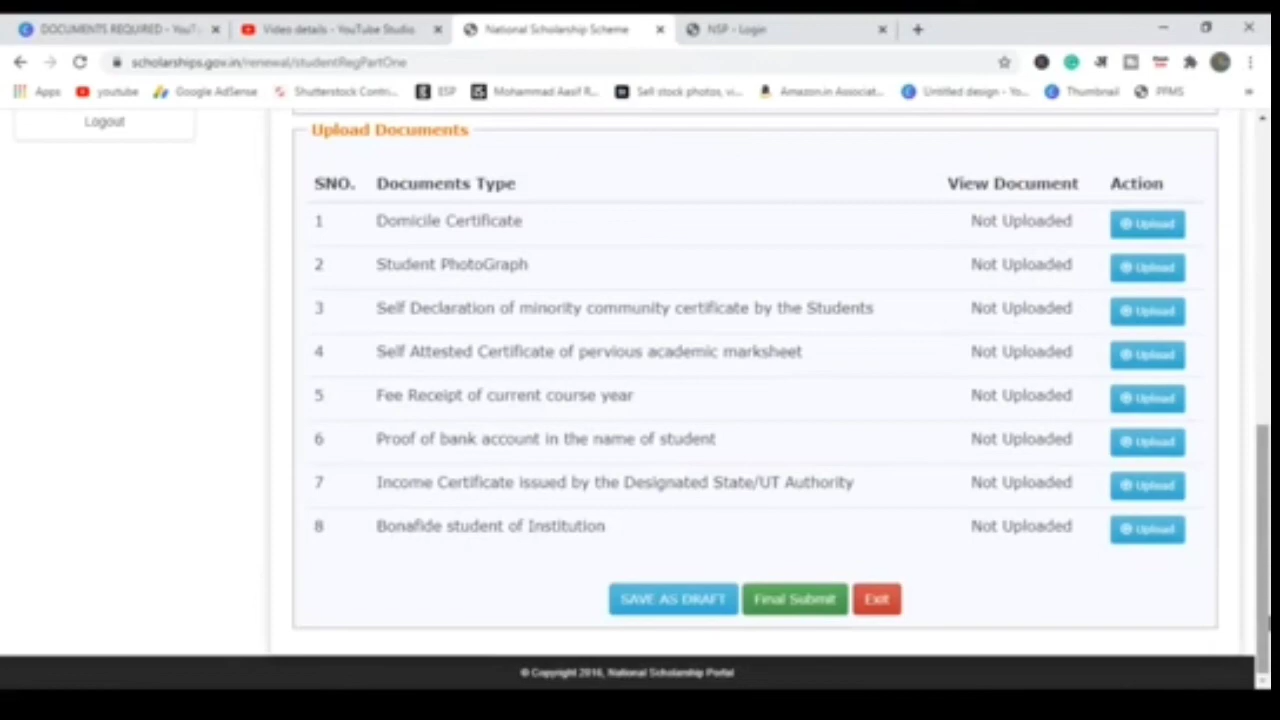 DOCUMENTS REQUIRED - YouT
Video details - YouTube Studio
National Scholarship Scheme
NSP - Login
scholarships.gov.in/renewal/studentRegPartOne
Apps
youtube
Google AdSense
Shutterstock Contri...
ESP
Mohammad Aasif R...
Sell stock photos, vi...
Amazon.in Associat...
Untitled design - Yo...
Thumbnail
PFMS
»
Logout
Upload Documents
SNO. Documents Type View Document Action
1 Domicile Certificate Not Uploaded Upload
2 Student PhotoGraph Not Uploaded Upload
3 Self Declaration of minority community certificate by the Students Not Uploaded Upload
4 Self Attested Certificate of pervious academic marksheet Not Uploaded Upload
5 Fee Receipt of current course year Not Uploaded Upload
6 Proof of bank account in the name of student Not Uploaded Upload
7 Income Certificate issued by the Designated State/UT Authority Not Uploaded Upload
8 Bonafide student of Institution Not Uploaded Upload
SAVE AS DRAFT Final Submit Exit
© Copyright 2016, National Scholarship Portal